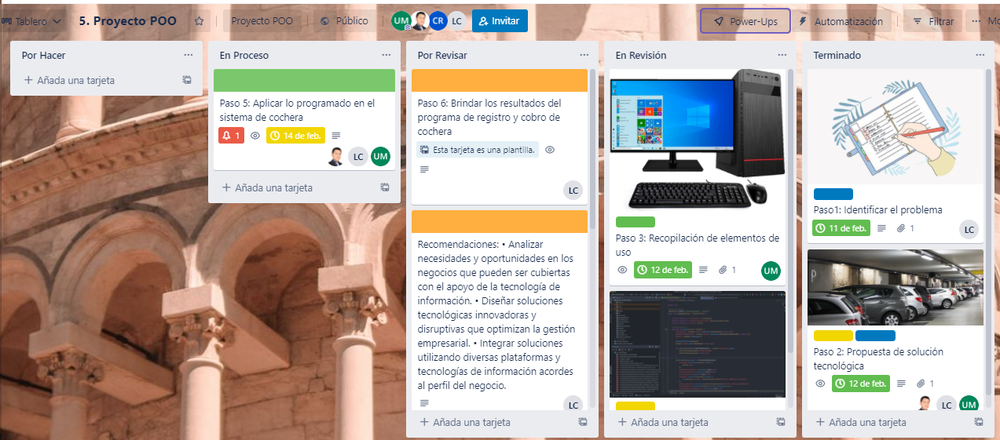 Tablero
5. Proyecto POO
Proyecto POO
Público
UM
CR
LC
Invitar
Power-Ups
Automatización
Filtrar
Por Hacer
Añada una tarjeta
En Proceso
Paso 5: Aplicar lo programado en el
sistema de cochera
1
14 de feb.
LC
UM
Añada una tarjeta
Por Revisar
Paso 6: Brindar los resultados del
programa de registro y cobro de
cochera
Esta tarjeta es una plantilla.
LC
Recomendaciones: • Analizar
necesidades y oportunidades en los
negocios que pueden ser cubiertas
con el apoyo de la tecnología de
información. • Diseñar soluciones
tecnológicas innovadoras y
disruptivas que optimizan la gestión
empresarial. • Integrar soluciones
utilizando diversas plataformas y
tecnologías de información acordes
al perfil del negocio.
LC
Añada una tarjeta
En Revisión
Paso 3: Recopilación de elementos de
uso
12 de feb.
1
UM
Añada una tarjeta
Terminado
Paso1: Identificar el problema
11 de feb.
1
LC
Paso 2: Propuesta de solución
tecnológica
12 de feb.
1
LC
UM
Añada una tarjeta